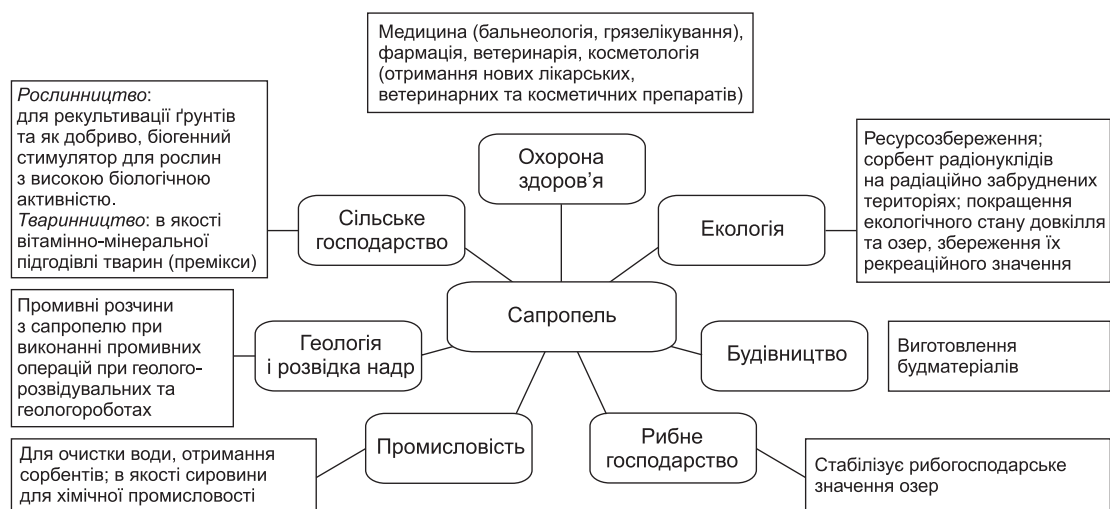 Медицина (бальнеологія, грязелікування),
фармація, ветеринарія, косметологія
(отримання нових лікарських,
ветеринарних та косметичних препаратів)
Рослинництво:
для рекультивації ґрунтів
та як добриво, біогенний
стимулятор для рослин
з високою біологічною
активністю.
Тваринництво: в якості
вітамінно-мінеральної
підгодівлі тварин (премікси)
Охорона
здоров’я
Ресурсозбереження;
сорбент радіонуклідів
на радіаційно забруднених
територіях; покращення
екологічного стану довкілля
та озер, збереження їх
рекреаційного значення
Сільське
господарство
Екологія
Сапропель
Промивні розчини
з сапропелю при
виконанні промивних
операцій при геолого-
розвідувальних та
геологороботах
Геологія
і розвідка надр
Будівництво
Виготовлення
будматеріалів
Промисловість
Рибне
господарство
Для очистки води, отримання
сорбентів; в якості сировини
для хімічної промисловості
Стабілізує рибогосподарське
значення озер